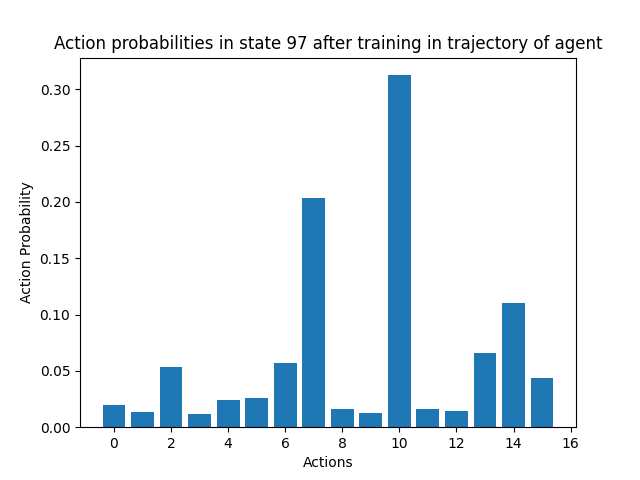 Action probabilities in state 97 after training in trajectory of agent
0.30
0.25
0.20
0.15
0.10
0.05
0.00
Action Probability
0 2 4 6 8 10 12 14 16
Actions